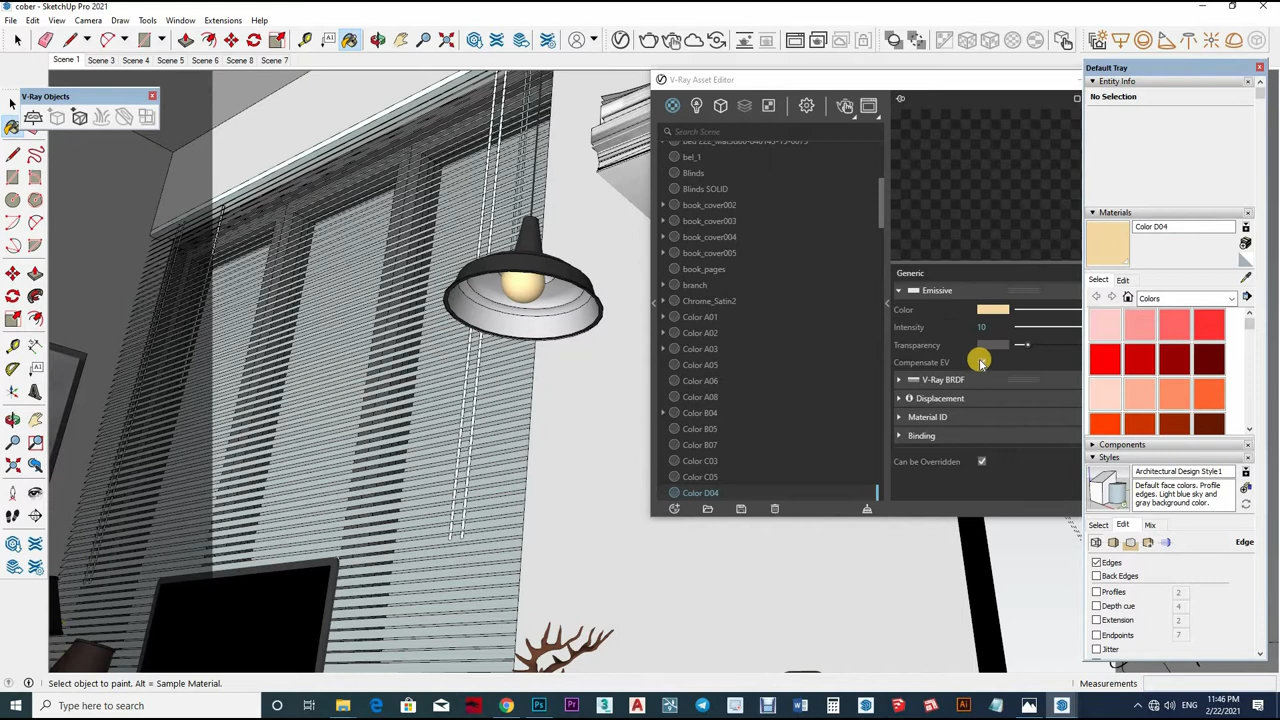 cober - SketchUp Pro 2021
File Edit View Camera Draw Tools Window Extensions Help
Scene 1 Scene 3 Scene 4 Scene 5 Scene 6 Scene 8 Scene 7
V-Ray Objects
V-Ray Asset Editor
Search Scene
bel_1
Blinds
Blinds SOLID
book_cover002
book_cover003
book_cover004
book_cover005
book_pages
branch
Chrome_Satin2
Color A01
Color A02
Color A03
Color A05
Color A06
Color A08
Color B04
Color B05
Color B07
Color C03
Color C05
Color D04
Generic
Emissive
Color
Intensity 10
Transparency
Compensate EV
V-Ray BRDF
Displacement
Material ID
Binding
Can be Overridden
Default Tray
Entity Info
No Selection
Materials
Color D04
Select Edit
Colors
Components
Styles
Architectural Design Style1
Default face colors. Profile
edges. Light blue sky and
gray background color.
Select Edit Mix
Edge
Edges
Back Edges
Profiles 2
Depth cue 4
Extension 2
Endpoints 7
Jitter
Select object to paint. Alt = Sample Material.
Measurements
Type here to search
11:46 PM
2/22/2021